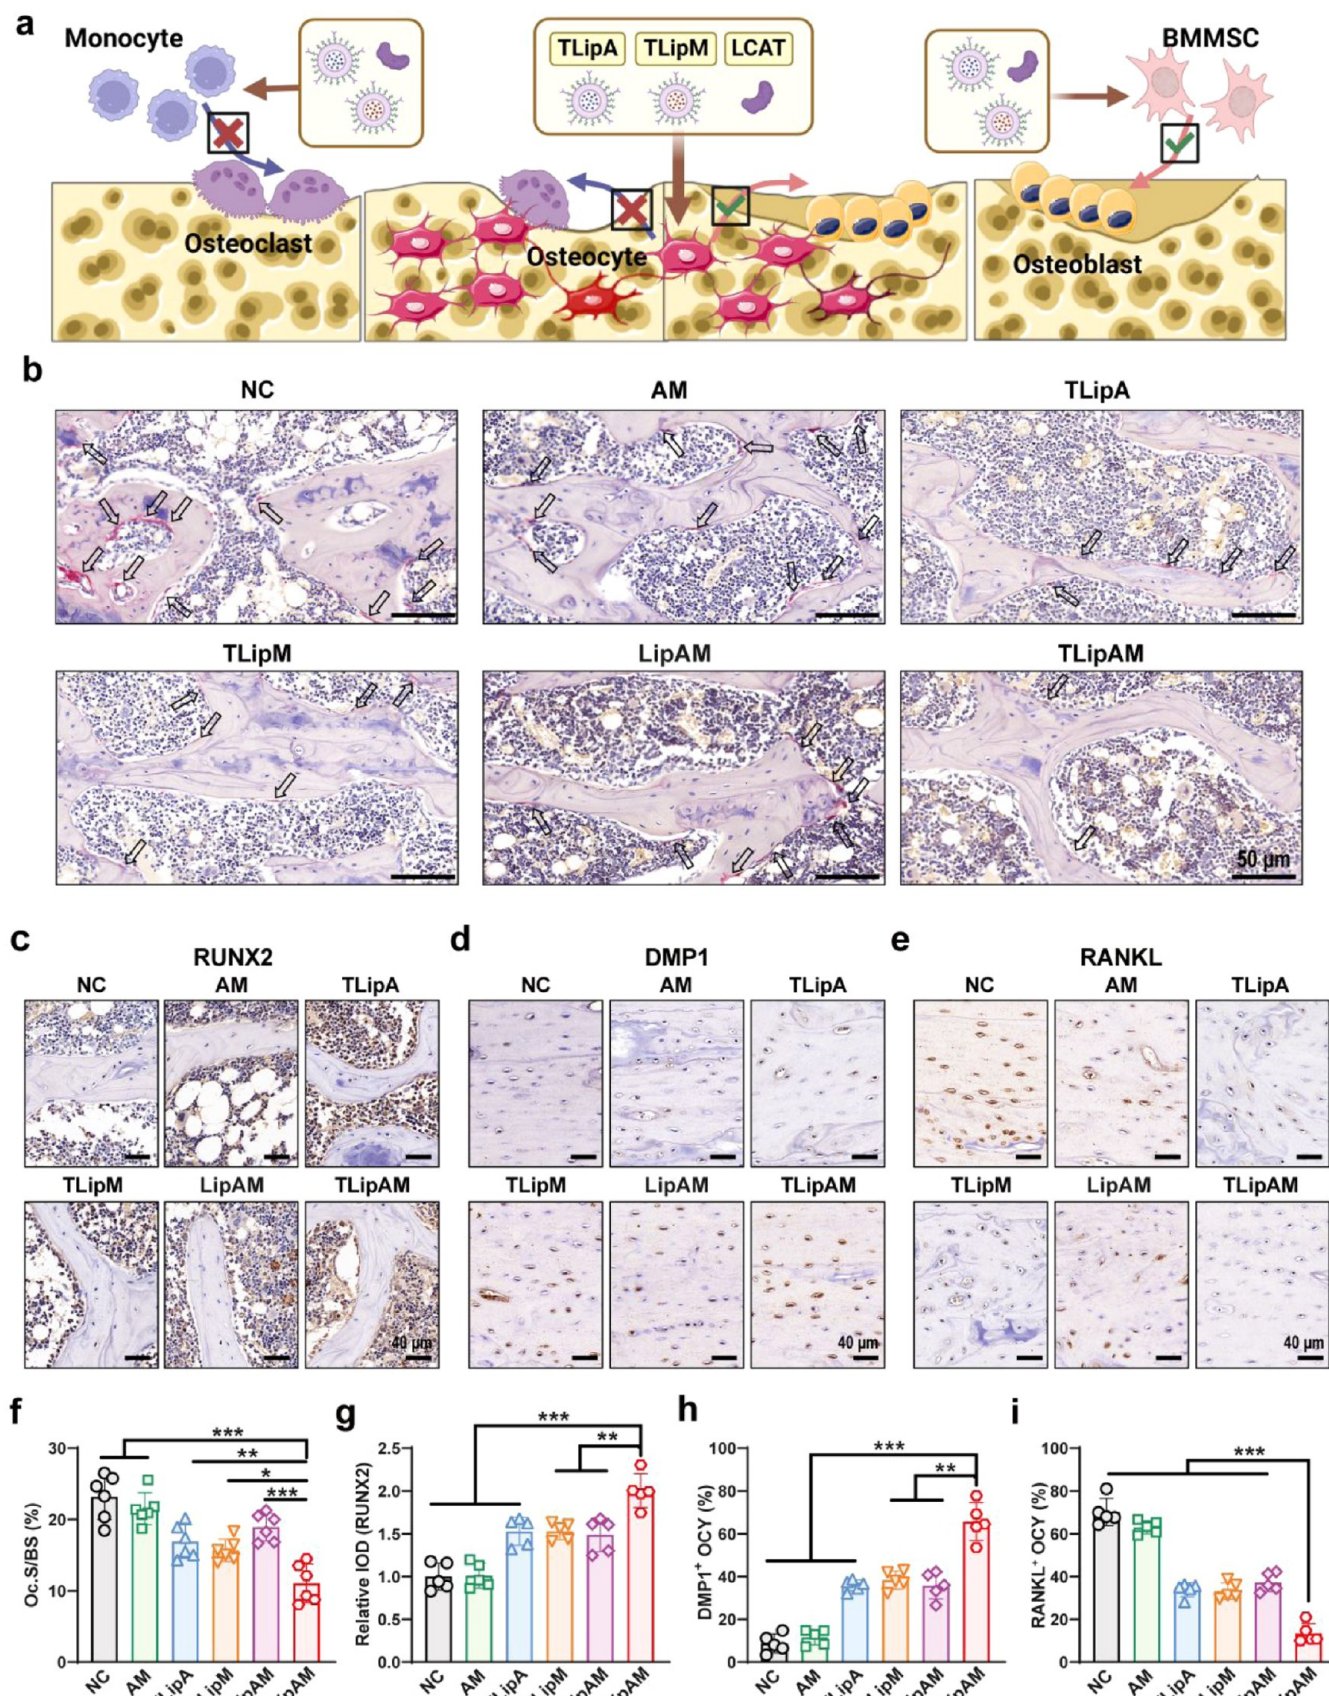 a
Monocyte
TLipA TLipM LCAT
BMMSC
Osteoclast
Osteocyte
Osteoblast
b
NC AM TLipA
TLipM LipAM TLipAM
50 μm
c d e
RUNX2 DMP1 RANKL
NC AM TLipA NC AM TLipA NC AM TLipA
TLipM LipAM TLipAM TLipM LipAM TLipAM TLipM LipAM TLipAM
40 μm 40 μm 40 μm
f
Oc.S/BS (%)
30
20
10
0
***
**
*
***
NC AM
g
Relative IOD (RUNX2)
2.5
2.0
1.5
1.0
0.5
0.0
***
**
NC AM
h
DMP1⁺ OCY (%)
100
80
60
40
20
0
***
**
NC AM
i
RANKL⁺ OCY (%)
100
80
60
40
20
0
***
NC AM